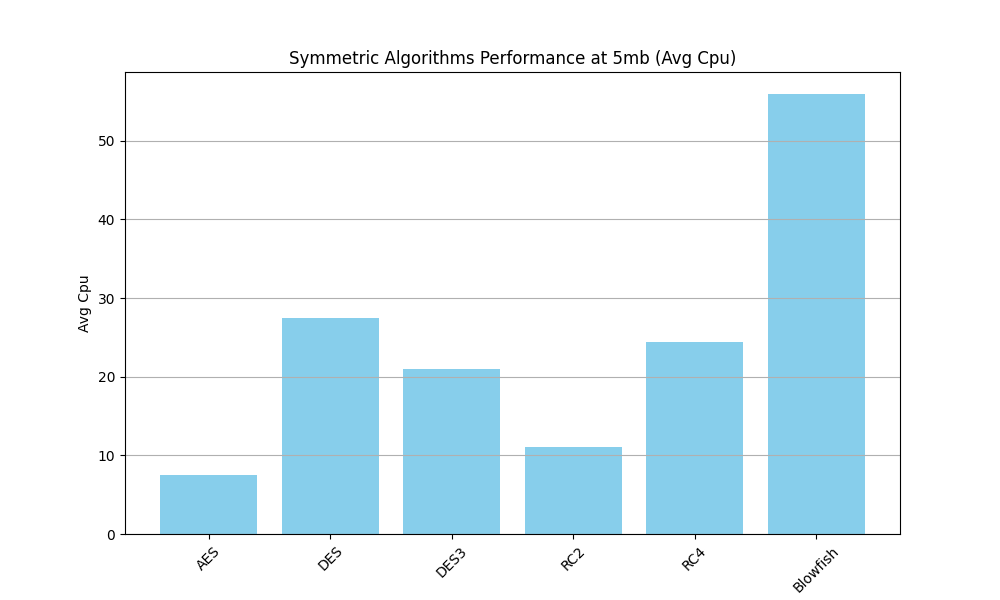 Symmetric Algorithms Performance at 5mb (Avg Cpu)
Avg Cpu
50
40
30
20
10
0
AES
DES
DES3
RC2
RC4
Blowfish